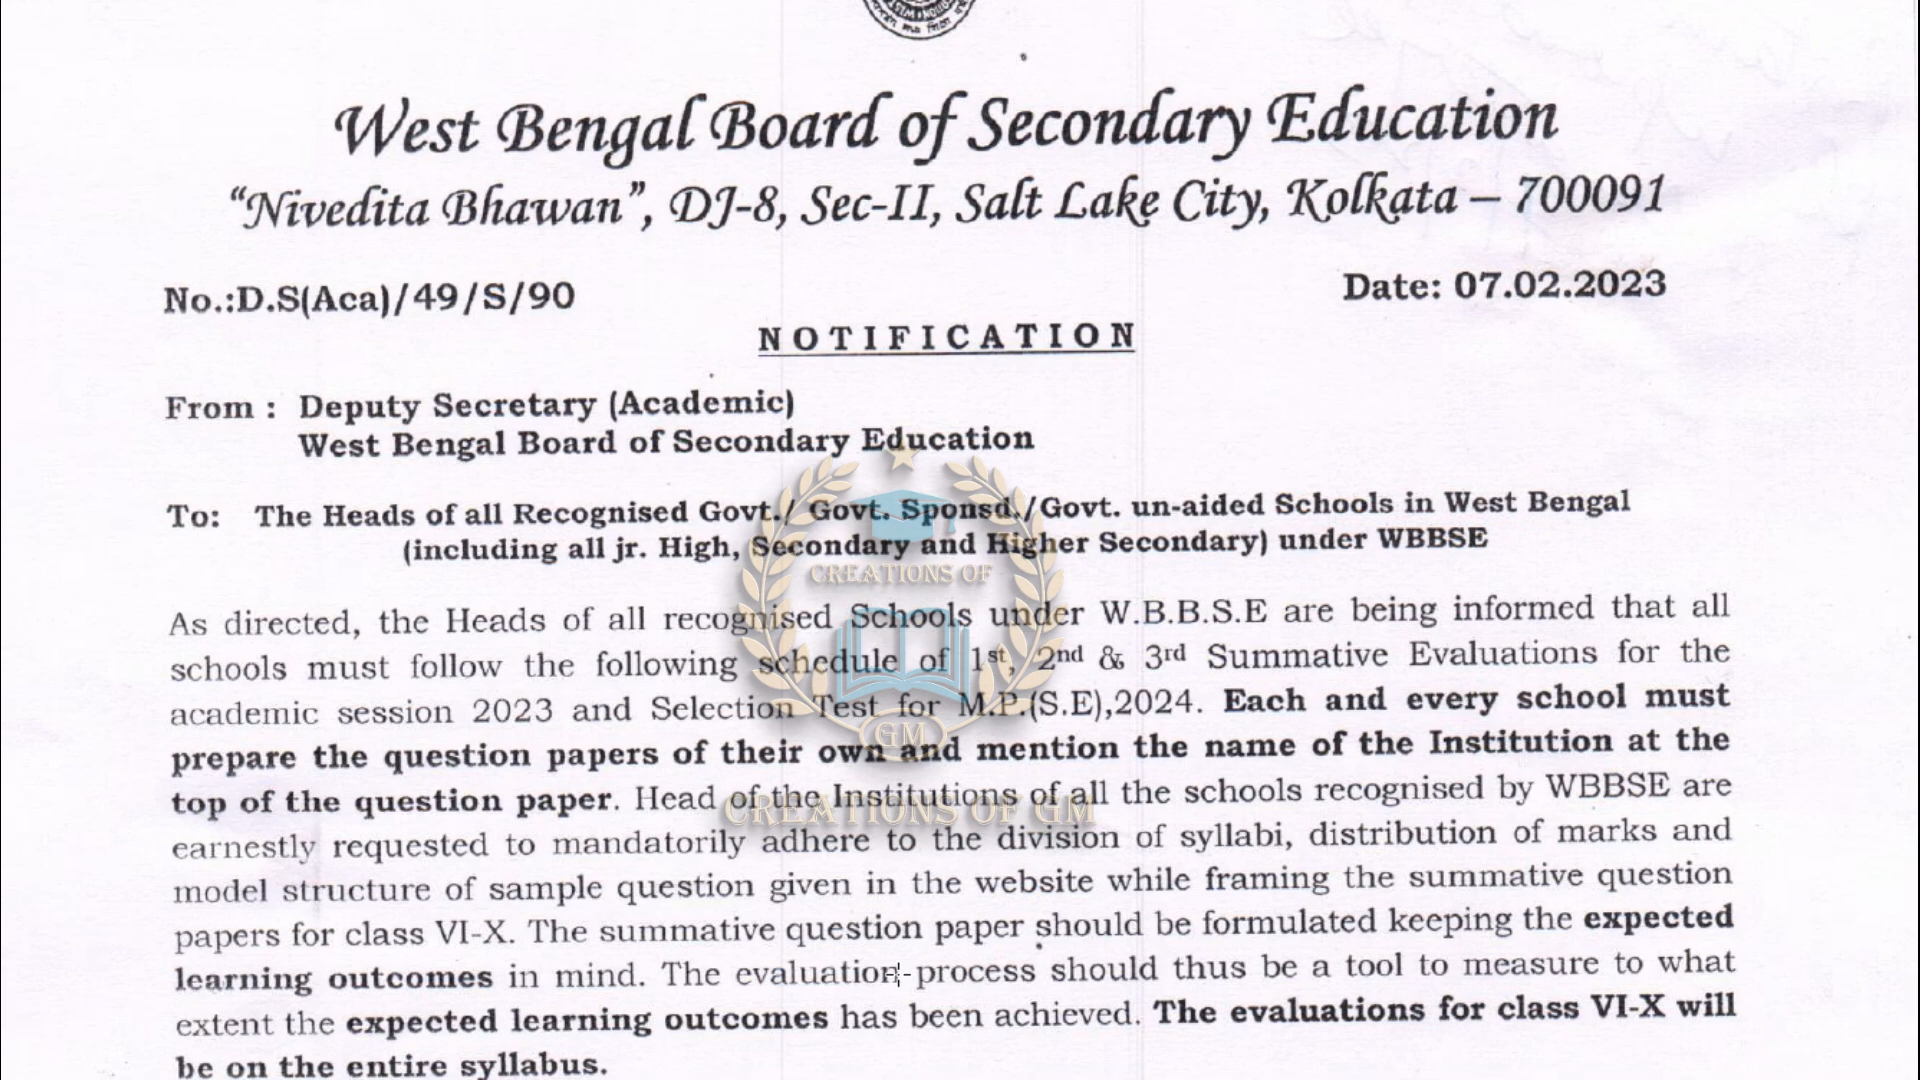 West Bengal Board of Secondary Education
“Nivedita Bhawan”, DJ-8, Sec-II, Salt Lake City, Kolkata – 700091
No.:D.S(Aca)/49/S/90
Date: 07.02.2023
NOTIFICATION
From : Deputy Secretary (Academic)
West Bengal Board of Secondary Education
To: The Heads of all Recognised Govt./ Govt. Sponsd./Govt. un-aided Schools in West Bengal
(including all jr. High, Secondary and Higher Secondary) under WBBSE
As directed, the Heads of all recognised Schools under W.B.B.S.E are being informed that all
schools must follow the following schedule of 1st, 2nd & 3rd Summative Evaluations for the
academic session 2023 and Selection Test for M.P.(S.E),2024. Each and every school must
prepare the question papers of their own and mention the name of the Institution at the
top of the question paper. Head of the Institutions of all the schools recognised by WBBSE are
earnestly requested to mandatorily adhere to the division of syllabi, distribution of marks and
model structure of sample question given in the website while framing the summative question
papers for class VI-X. The summative question paper should be formulated keeping the expected
learning outcomes in mind. The evaluation-process should thus be a tool to measure to what
extent the expected learning outcomes has been achieved. The evaluations for class VI-X will
be on the entire syllabus.
CREATIONS OF
GM
CREATIONS OF GM